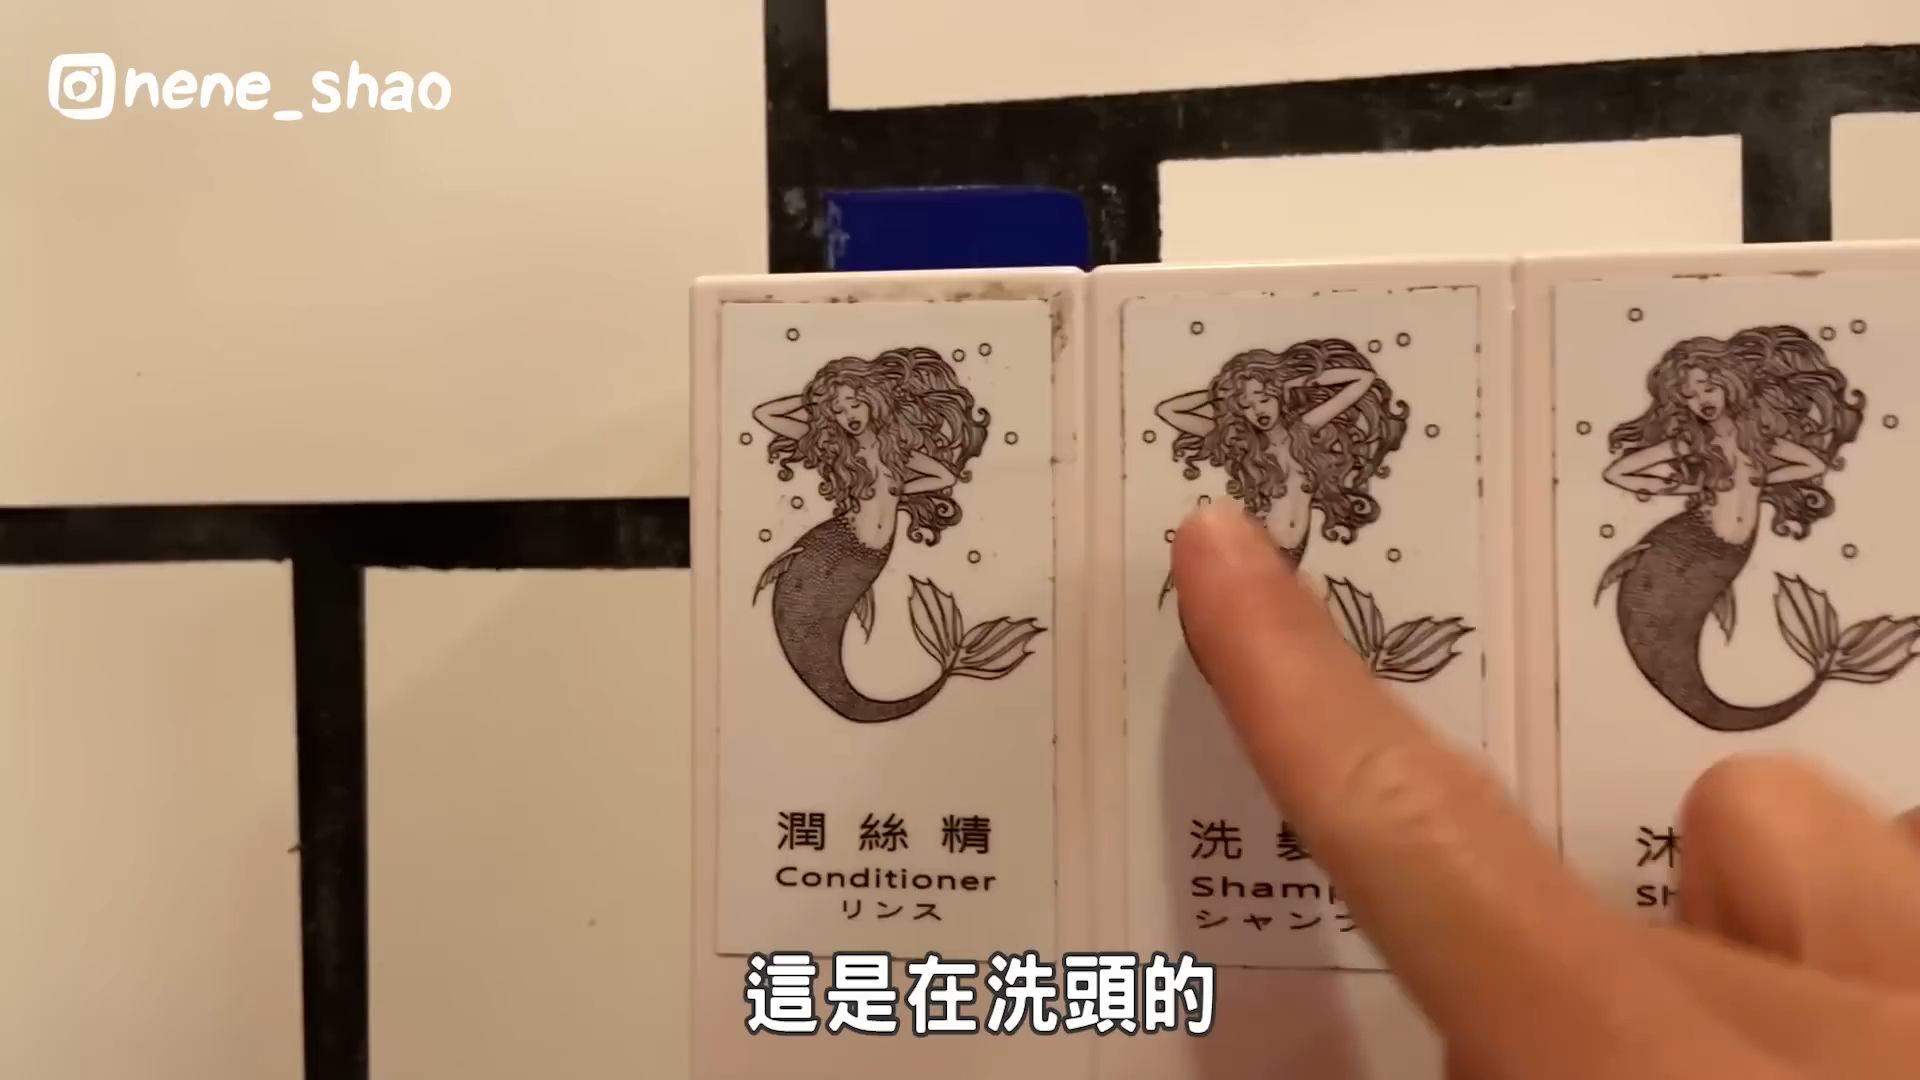 nene_shao
潤絲精
Conditioner
リンス
洗
Sham
シャン
沐
Sh
這是在洗頭的